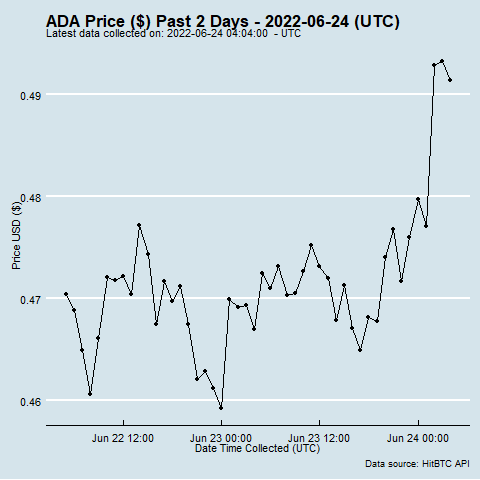 ADA Price ($) Past 2 Days - 2022-06-24 (UTC)
Latest data collected on: 2022-06-24 04:04:00 - UTC
0.49
0.48
0.47
0.46
Price USD ($)
Jun 22 12:00
Jun 23 00:00
Jun 23 12:00
Jun 24 00:00
Date Time Collected (UTC)
Data source: HitBTC API